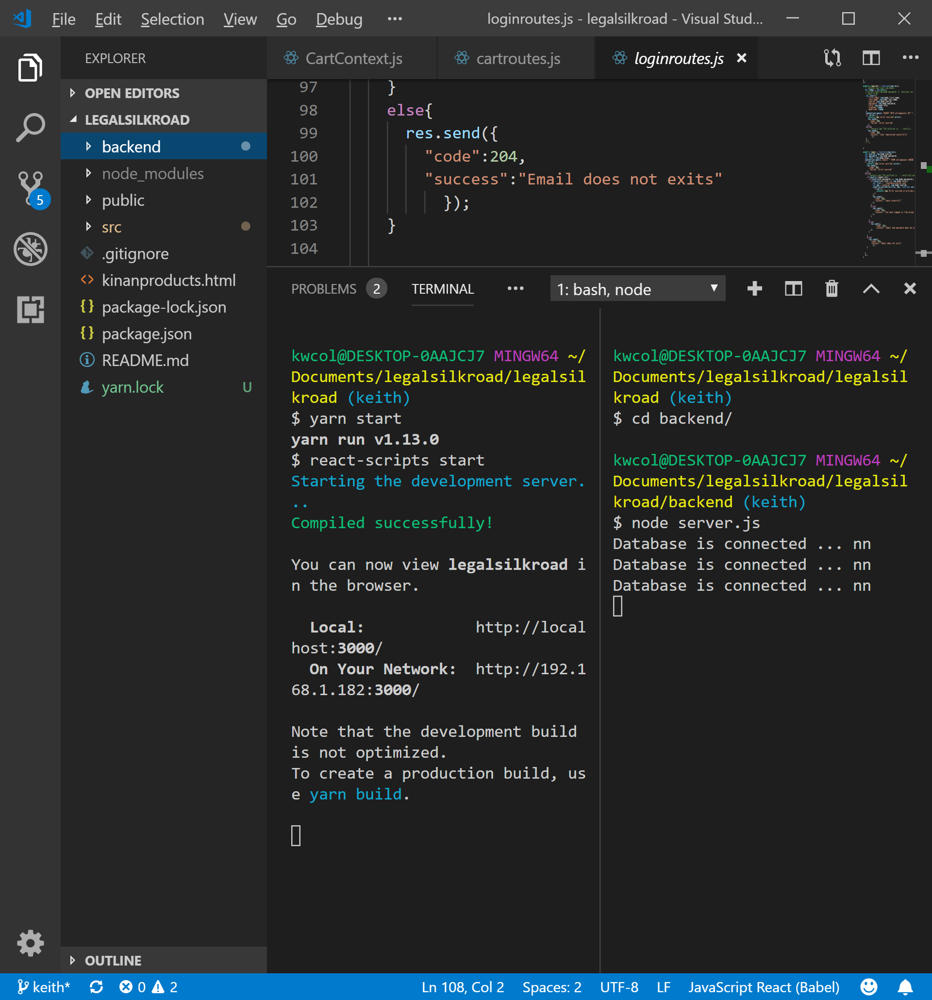 File Edit Selection View Go Debug ••• loginroutes.js - legalsilkroad - Visual Stud...
EXPLORER
OPEN EDITORS
LEGALSILKROAD
backend
node_modules
public
src
.gitignore
kinanproducts.html
package-lock.json
package.json
README.md
yarn.lock U
OUTLINE
5
CartContext.js cartroutes.js loginroutes.js
97 }
98 else{
99 res.send({
100 "code":204,
101 "success":"Email does not exits"
102 });
103 }
104
PROBLEMS 2 TERMINAL ••• 1: bash, node
kwcol@DESKTOP-0AAJCJ7 MINGW64 ~/
Documents/legalsilkroad/legalsil
kroad (keith)
$ yarn start
yarn run v1.13.0
$ react-scripts start
Starting the development server.
..
Compiled successfully!
You can now view legalsilkroad i
n the browser.
Local: http://local
host:3000/
On Your Network: http://192.1
68.1.182:3000/
Note that the development build
is not optimized.
To create a production build, us
e yarn build.
kwcol@DESKTOP-0AAJCJ7 MINGW64 ~/
Documents/legalsilkroad/legalsil
kroad (keith)
$ cd backend/
kwcol@DESKTOP-0AAJCJ7 MINGW64 ~/
Documents/legalsilkroad/legalsil
kroad/backend (keith)
$ node server.js
Database is connected ... nn
Database is connected ... nn
Database is connected ... nn
keith* 0 2 Ln 108, Col 2 Spaces: 2 UTF-8 LF JavaScript React (Babel)